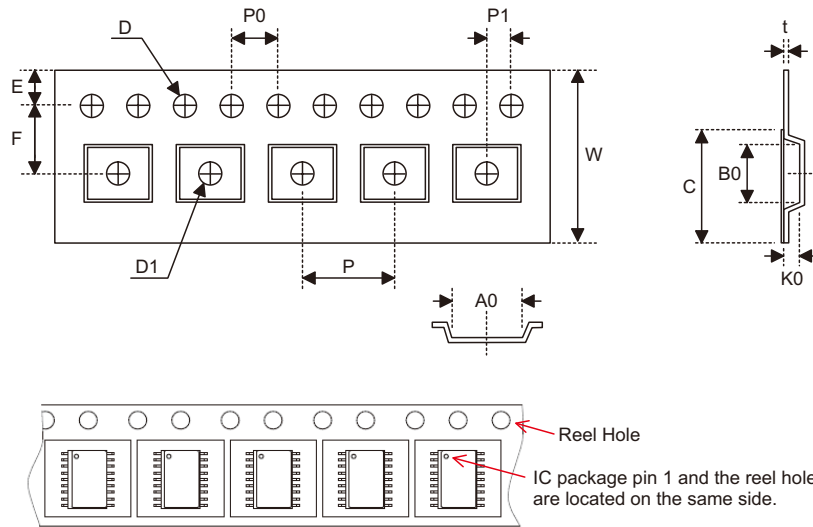 D
P0
P1
t
E
F
W
C
B0
D1
P
K0
A0
Reel Hole
IC package pin 1 and the reel hole
are located on the same side.